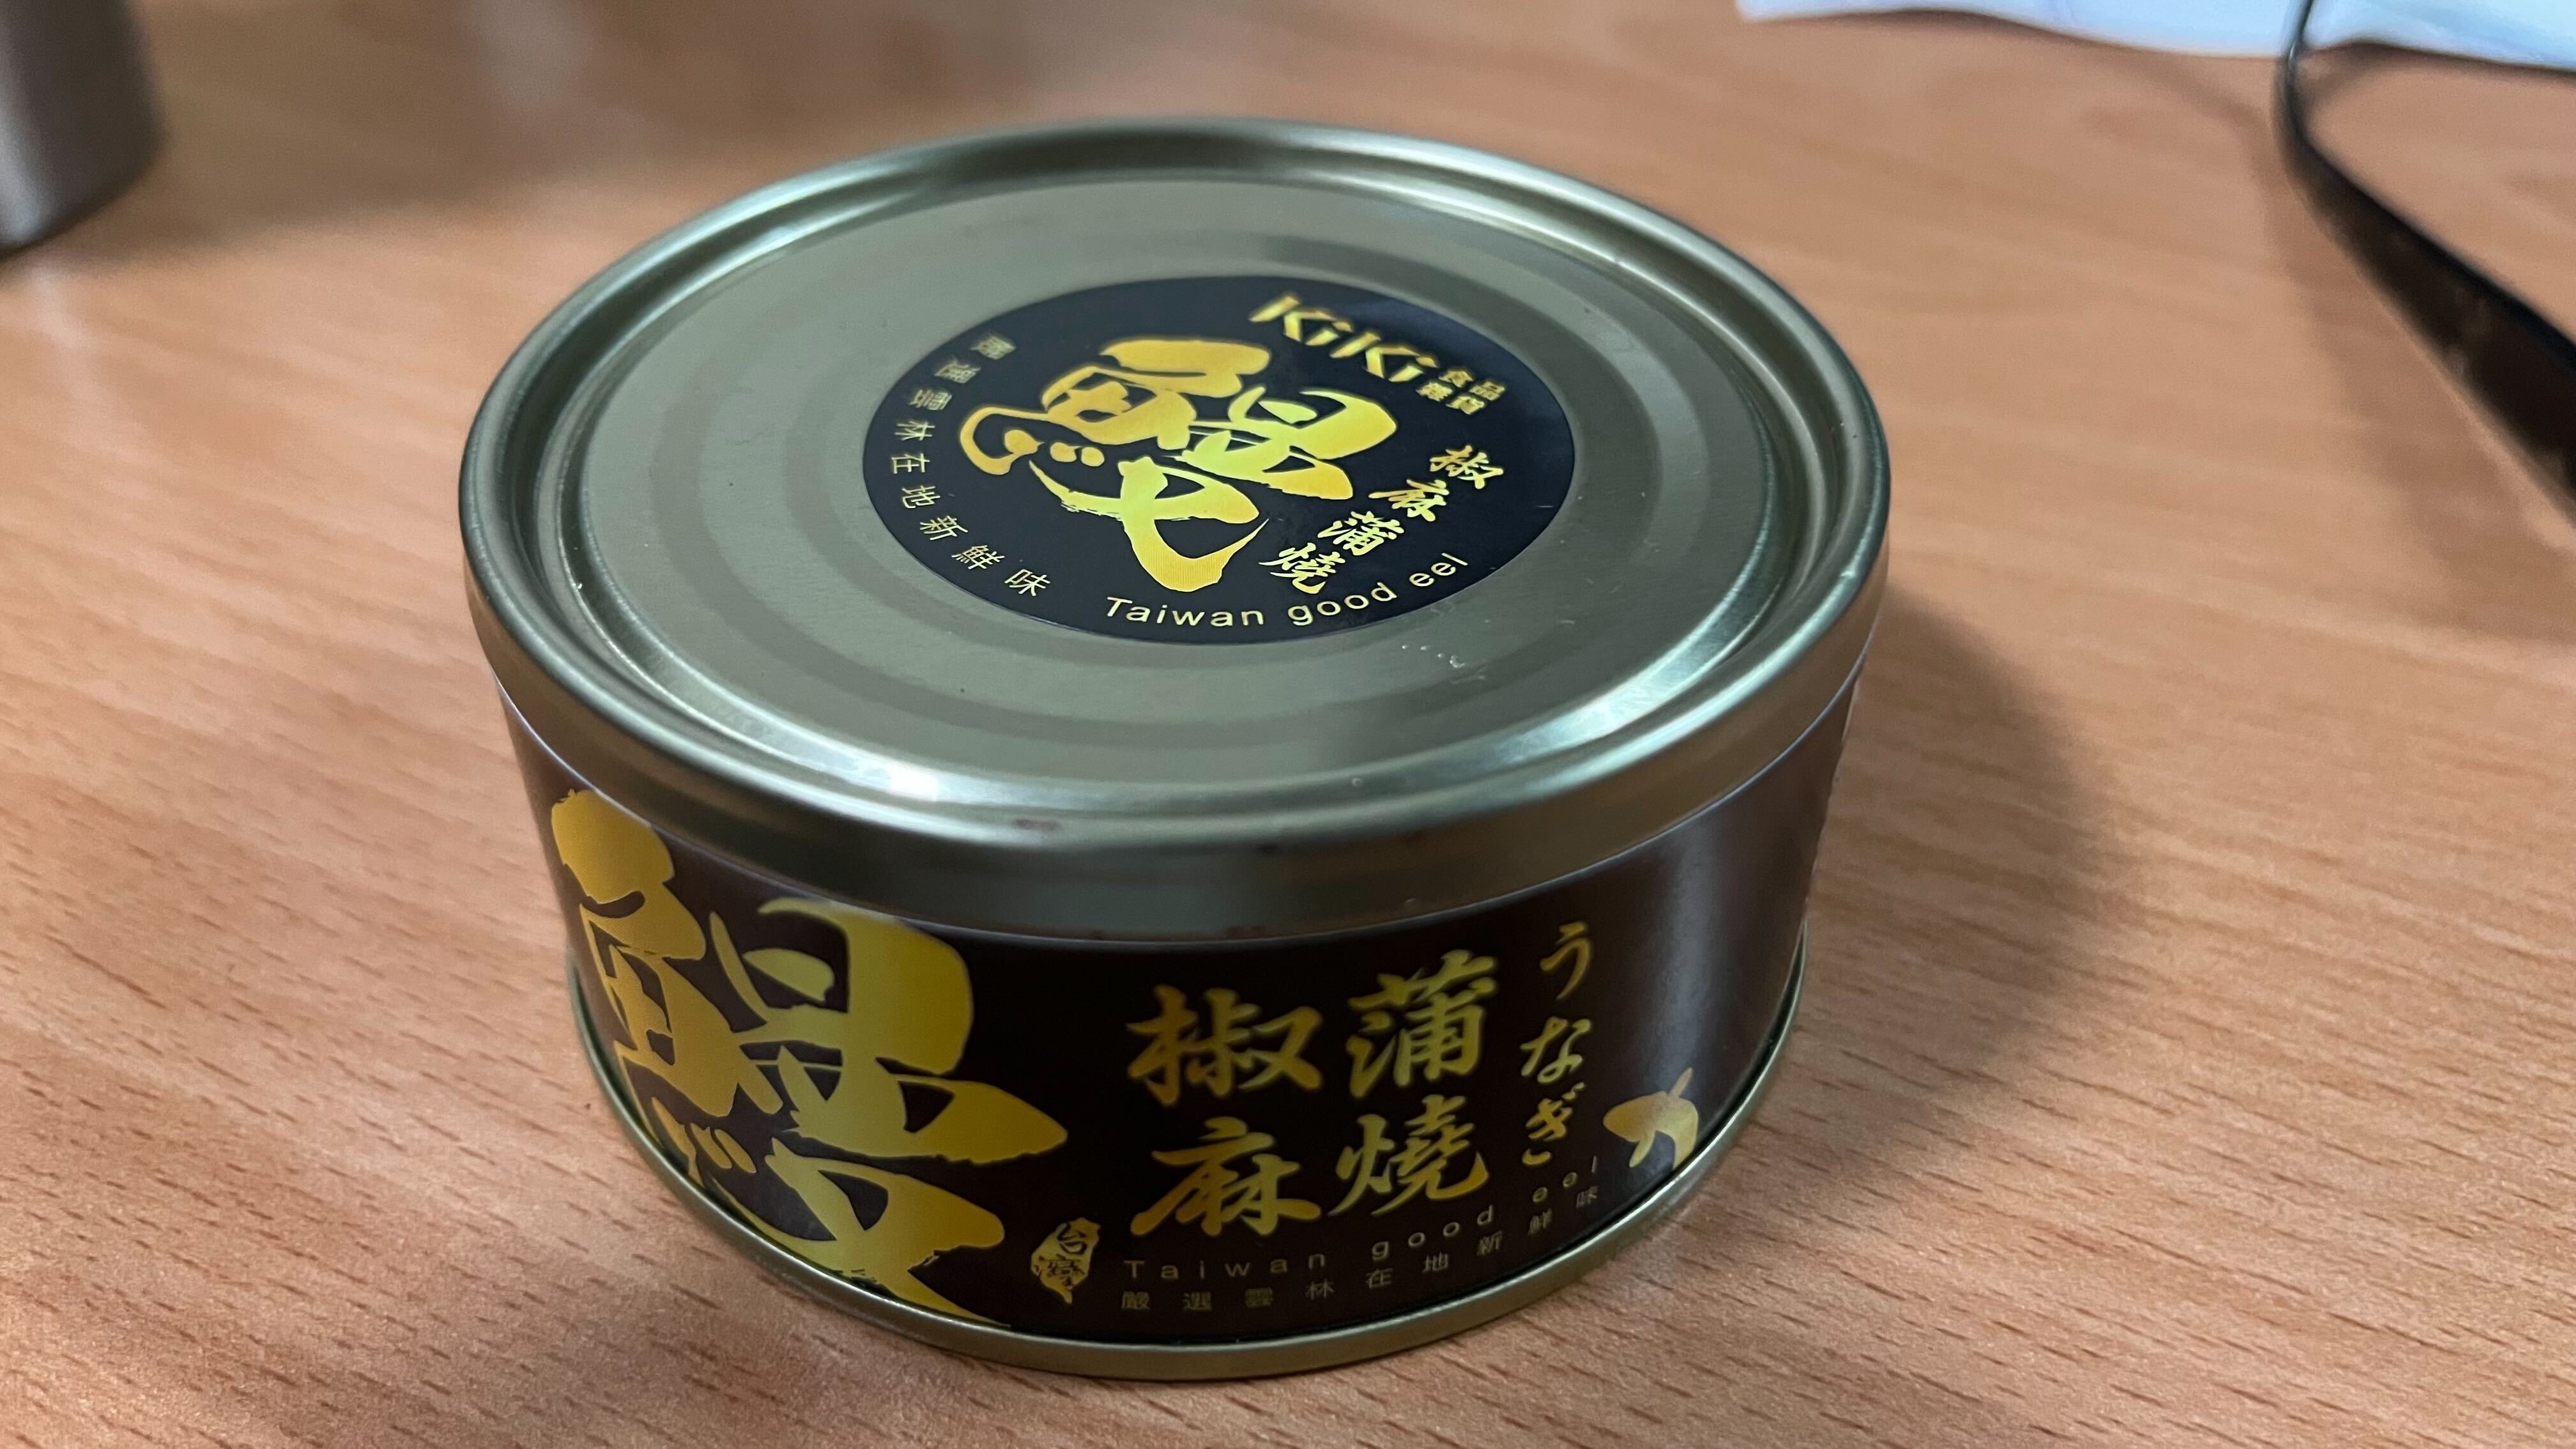 KiKi 食品雜貨
鰻
椒麻蒲燒
嚴選雲林在地新鮮味
Taiwan good eel
鰻
椒麻
蒲燒
うなぎ
台灣
Taiwan good eel
嚴選雲林在地新鮮味